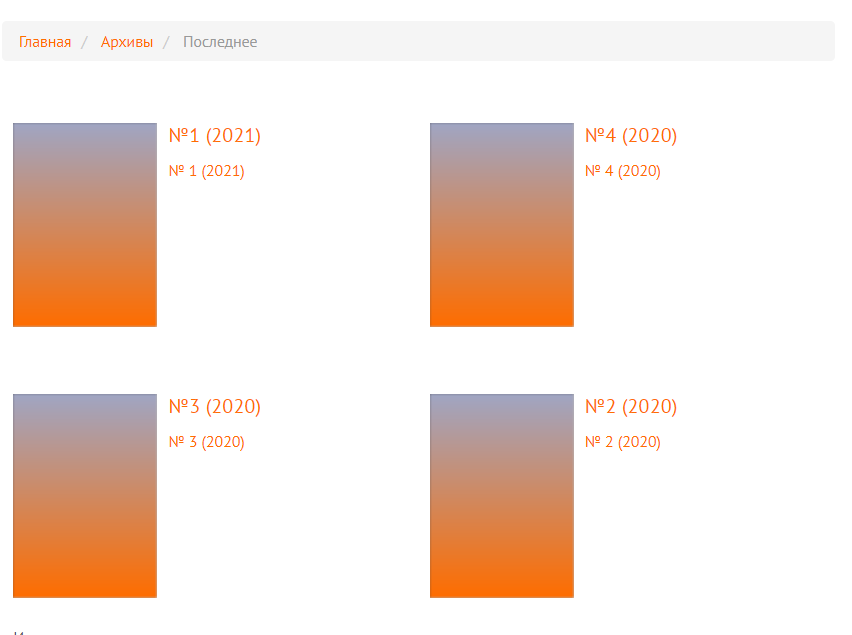 Главная / Архивы / Последнее
№1 (2021)
№ 1 (2021)
№4 (2020)
№ 4 (2020)
№3 (2020)
№ 3 (2020)
№2 (2020)
№ 2 (2020)